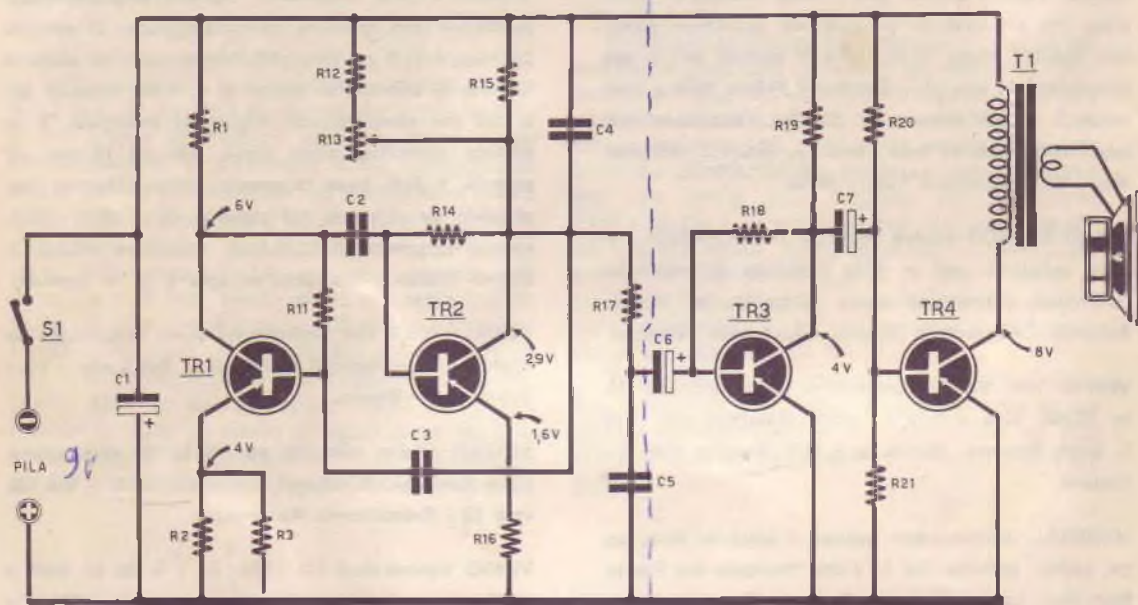 R12
R15
T1
R1
R13
C4
R19
R20
6V
C2
R14
C7
+
R18
S1
R11
TR2
R17
TR3
TR4
TR1
C6
+
2,9V
4V
8V
C1
+
4V
C3
1,6V
PILA
9V
C5
R21
R2
R3
R16